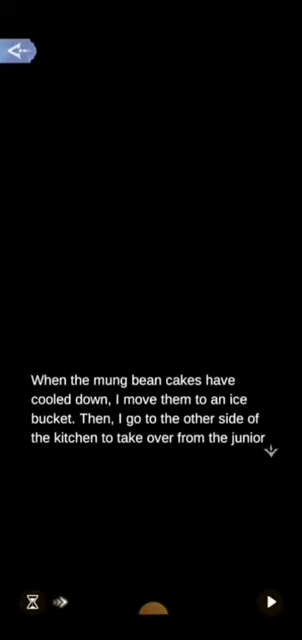 When the mung bean cakes have
cooled down, I move them to an ice
bucket. Then, I go to the other side of
the kitchen to take over from the junior